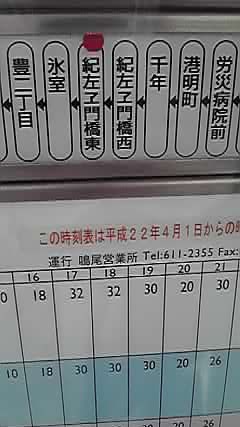 豊二丁目
氷室
紀左ヱ門橋東
紀左ヱ門橋西
千年
港明町
労災病院前
この時刻表は平成22年4月1日からの
運行 鳴尾営業所 Tel:611-2355 Fax:
16 17 18 19 20 21
0 18 32 32 30 20 30
10 18 30 30 30 20 26